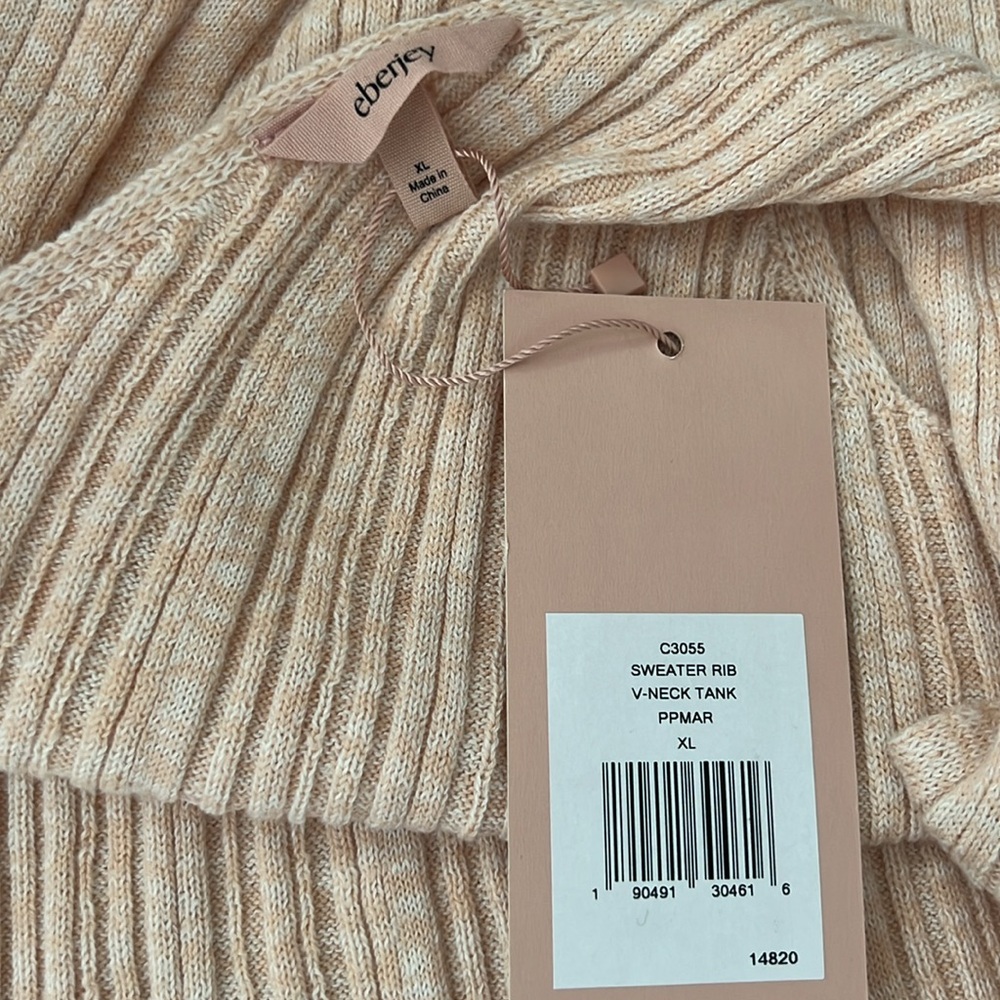 eberjey
XL
Made in
China
C3055
SWEATER RIB
V-NECK TANK
PPMAR
XL
1 90491 30461 6
14820